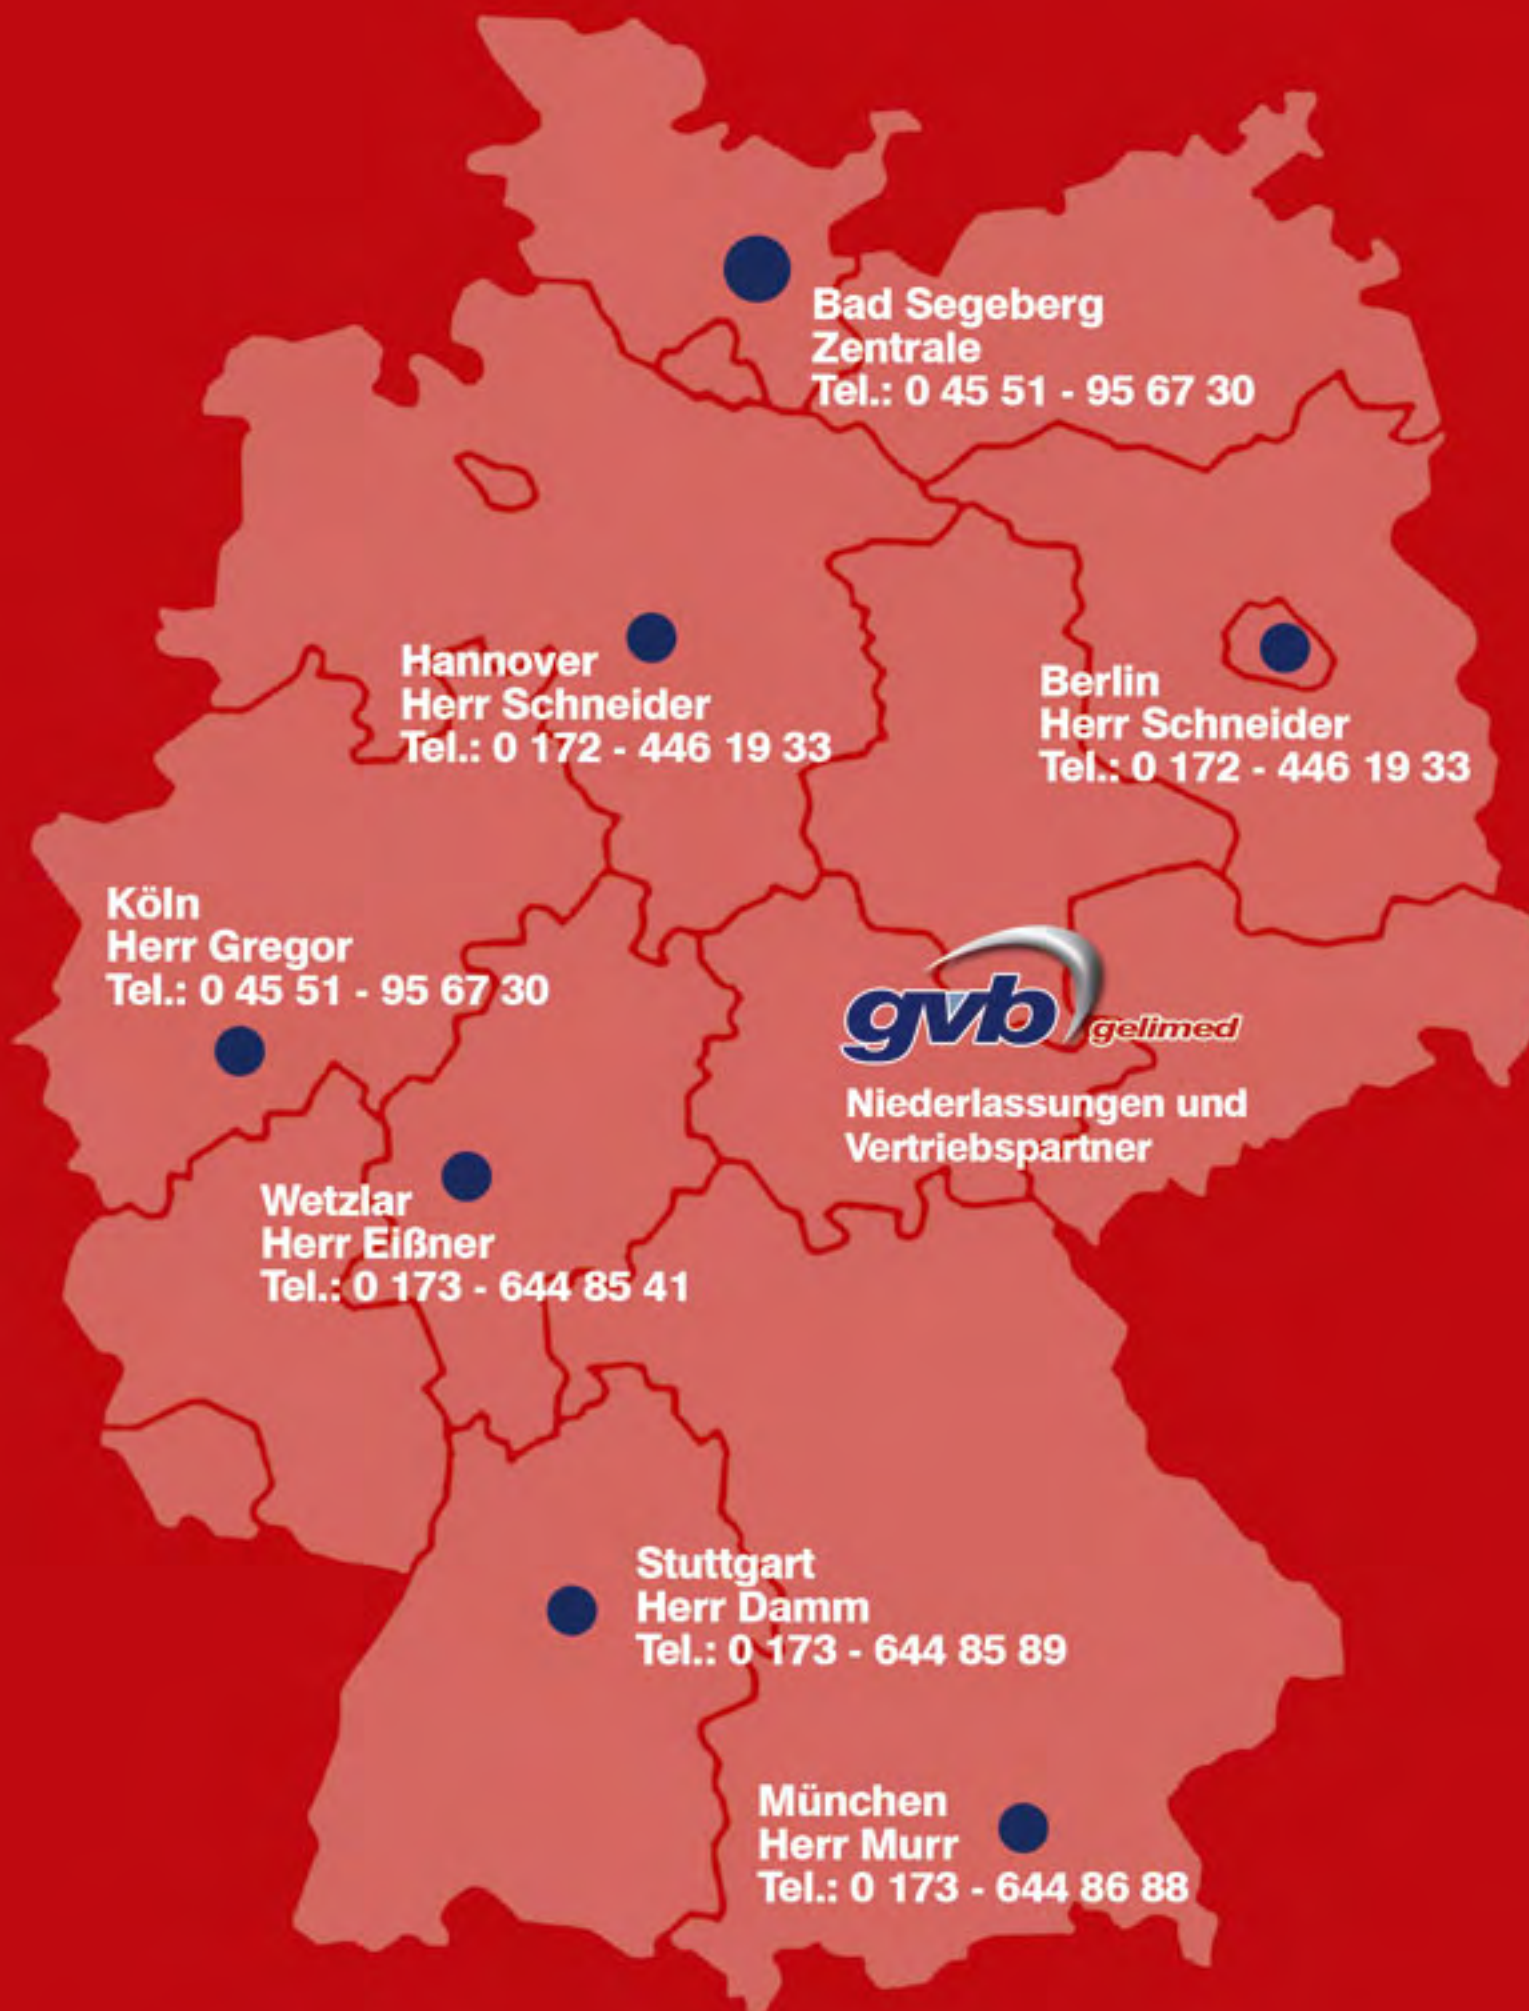 Bad Segeberg
Zentrale
Tel.: 0 45 51 - 95 67 30
Hannover
Herr Schneider
Tel.: 0 172 - 446 19 33
Berlin
Herr Schneider
Tel.: 0 172 - 446 19 33
Köln
Herr Gregor
Tel.: 0 45 51 - 95 67 30
gvb gelimed
Niederlassungen und
Vertriebspartner
Wetzlar
Herr Eißner
Tel.: 0 173 - 644 85 41
Stuttgart
Herr Damm
Tel.: 0 173 - 644 85 89
München
Herr Murr
Tel.: 0 173 - 644 86 88